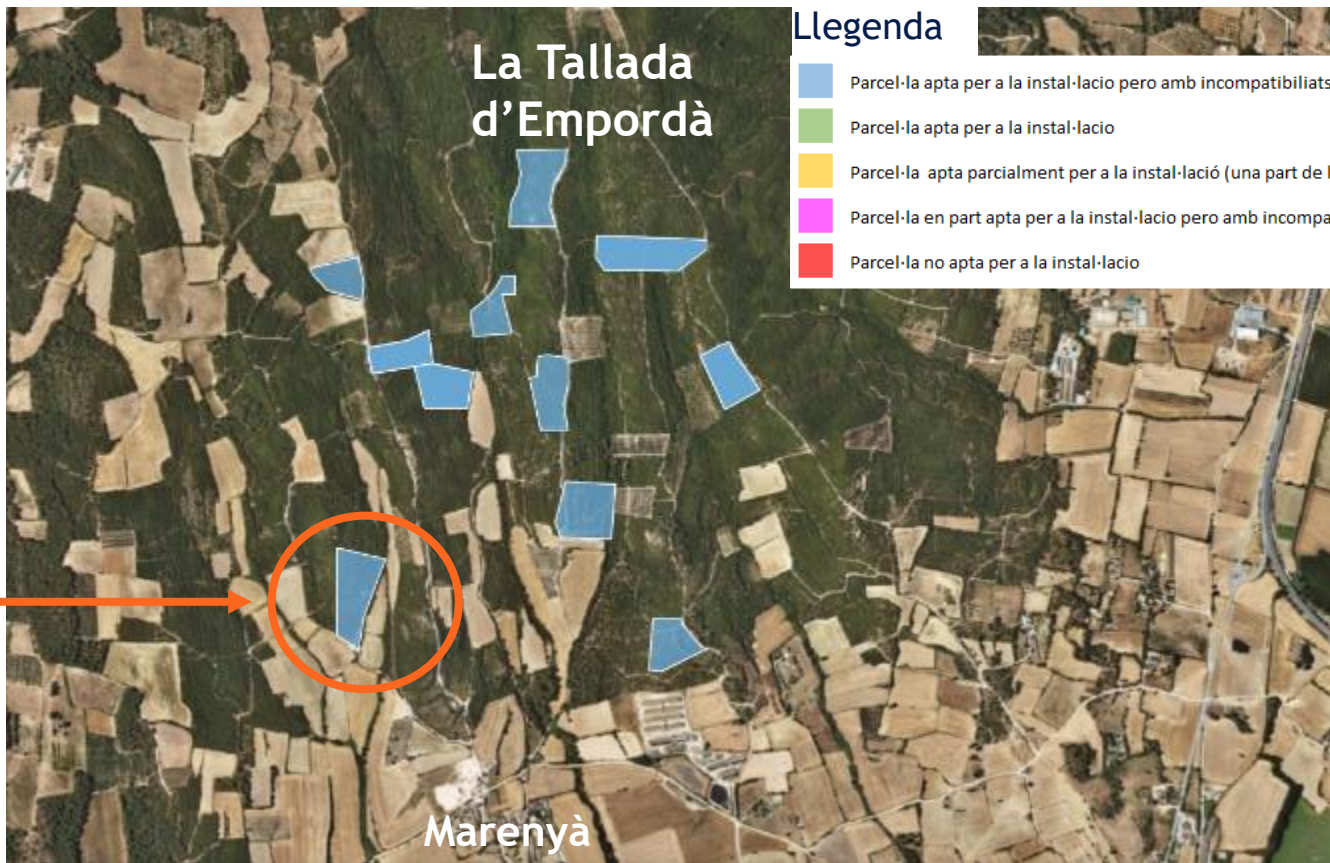 La Tallada
d’Empordà
Llegenda
Parcel·la apta per a la instal·lacio pero amb incompatibiliats
Parcel·la apta per a la instal·lacio
Parcel·la apta parcialment per a la instal·lació (una part de l
Parcel·la en part apta per a la instal·lacio pero amb incompa
Parcel·la no apta per a la instal·lacio
Marenyà